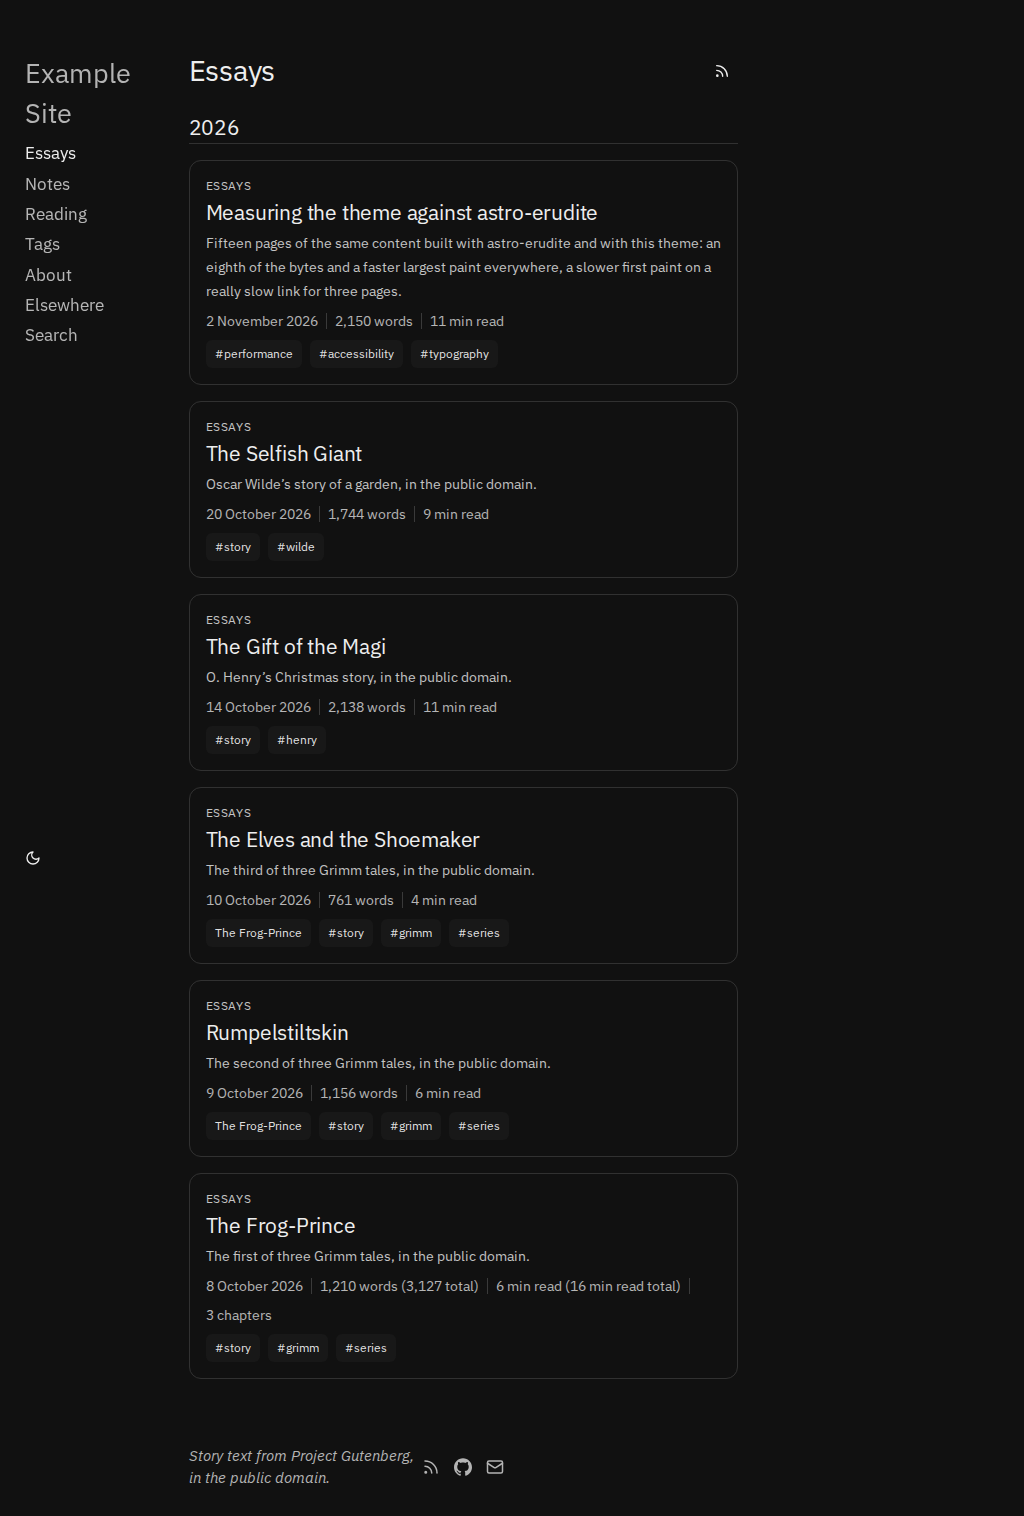 Example
Site
Essays
Notes
Reading
Tags
About
Elsewhere
Search
Essays
2026
ESSAYS
Measuring the theme against astro-erudite
Fifteen pages of the same content built with astro-erudite and with this theme: an
eighth of the bytes and a faster largest paint everywhere, a slower first paint on a
really slow link for three pages.
2 November 2026 2,150 words 11 min read
#performance #accessibility #typography
ESSAYS
The Selfish Giant
Oscar Wilde’s story of a garden, in the public domain.
20 October 2026 1,744 words 9 min read
#story #wilde
ESSAYS
The Gift of the Magi
O. Henry’s Christmas story, in the public domain.
14 October 2026 2,138 words 11 min read
#story #henry
ESSAYS
The Elves and the Shoemaker
The third of three Grimm tales, in the public domain.
10 October 2026 761 words 4 min read
The Frog-Prince #story #grimm #series
ESSAYS
Rumpelstiltskin
The second of three Grimm tales, in the public domain.
9 October 2026 1,156 words 6 min read
The Frog-Prince #story #grimm #series
ESSAYS
The Frog-Prince
The first of three Grimm tales, in the public domain.
8 October 2026 1,210 words (3,127 total) 6 min read (16 min read total)
3 chapters
#story #grimm #series
Story text from Project Gutenberg,
in the public domain.